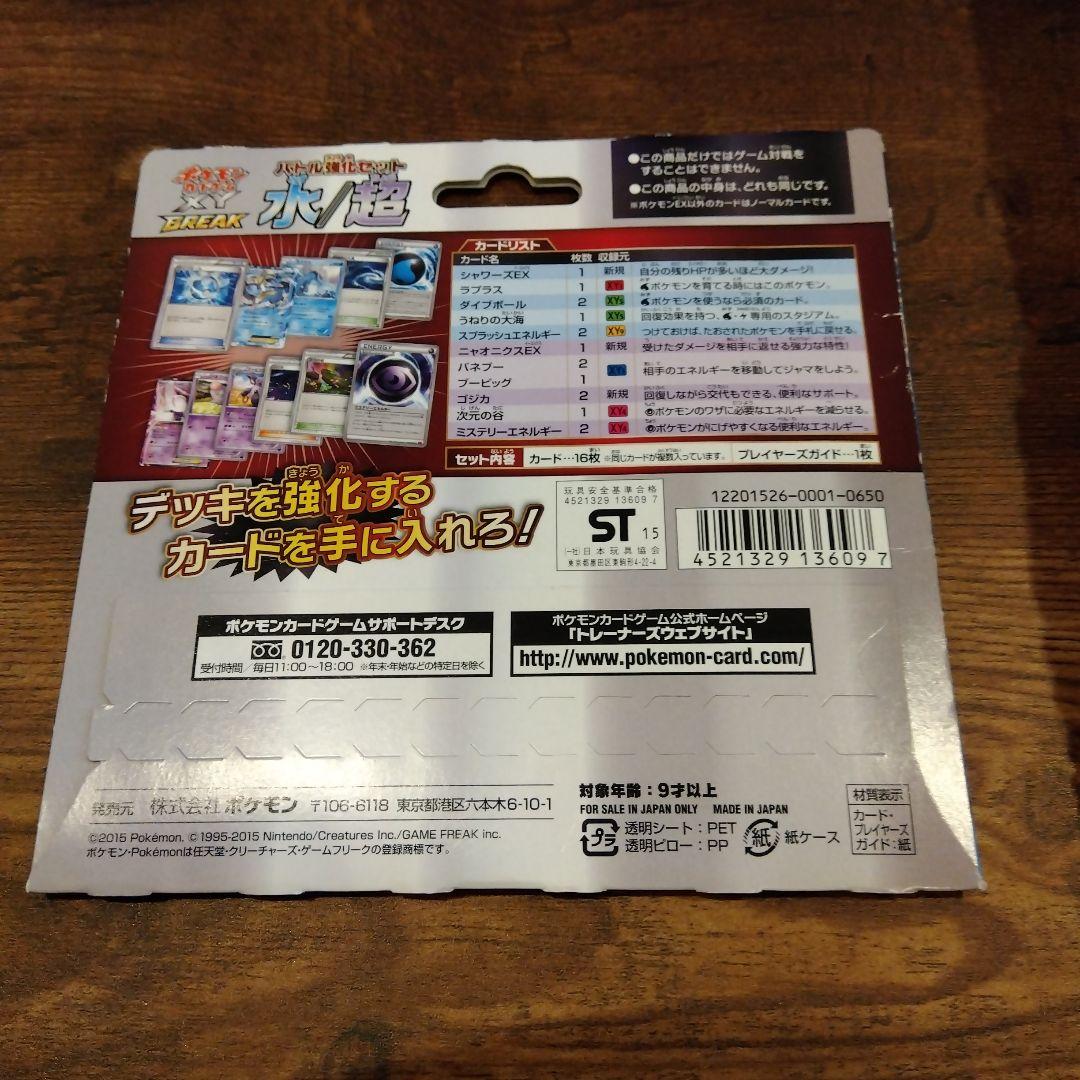 ポケモン
カードゲーム
XY
BREAK
バトル強化セット
水/超
●この商品だけではゲーム対戦を
することはできません。
●この商品の中身は、どれも同じです。
※ポケモンEX以外のカードはノーマルカードです。
カードリスト
カード名 枚数 収録元
シャワーズEX 1 新規 自分の残りHPが多いほど大ダメージ!
ラプラス 1 ポケモンを育てる時にはこのポケモン。
ダイブボール 2 XY5 ポケモンを使うなら必須のカード。
うねりの大海 1 XY5 回復効果を持つ、・専用のスタジアム。
スプラッシュエネルギー 2 XY9 つけておけば、たおされたポケモンを手札に戻せる。
ニャオニクスEX 1 新規 受けたダメージを相手に返せる強力な特性!
バネブー 2 相手のエネルギーを移動してジャマをしよう。
ブーピッグ 1
ゴジカ 2 新規 回復しながら交代もできる、便利なサポート。
次元の谷 1 XY4 ポケモンのワザに必要なエネルギーを減らせる。
ミステリーエネルギー 2 XY4 ポケモンがにげやすくなる便利なエネルギー。
セット内容 カード…16枚 ※同じカードが複数入っています。 プレイヤーズガイド…1枚
ENERGY
デッキを強化する
カードを手に入れろ!
玩具安全基準合格
4521329 13609 7
ST 15
(一社)日本玩具協会
東京都墨田区東駒形4-22-4
12201526-0001-0650
4521329 13609 7
ポケモンカードゲームサポートデスク
0120-330-362
受付時間/毎日11:00〜18:00 ※年末・年始などの特定日を除く
ポケモンカードゲーム公式ホームページ
「トレーナーズウェブサイト」
http://www.pokemon-card.com/
発売元 株式会社ポケモン 〒106-6118 東京都港区六本木6-10-1
©2015 Pokémon. ©1995-2015 Nintendo/Creatures Inc./GAME FREAK inc.
ポケモン・Pokémonは任天堂・クリーチャーズ・ゲームフリークの登録商標です。
対象年齢:9才以上
FOR SALE IN JAPAN ONLY MADE IN JAPAN
プラ 透明シート:PET
透明ピロー:PP
紙 紙ケース
材質表示
カード・
プレイヤーズ
ガイド:紙